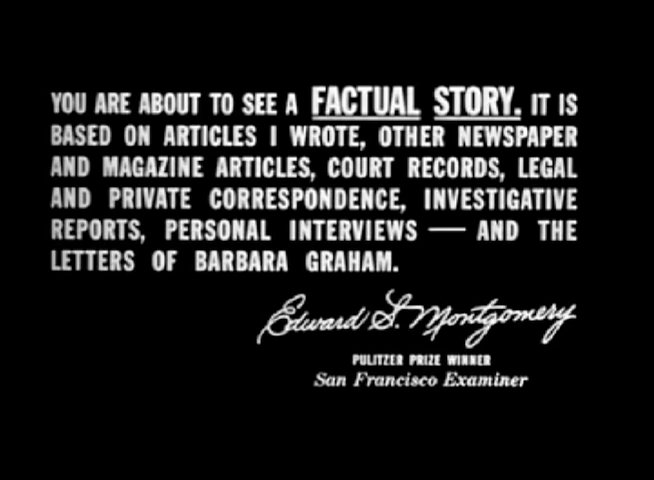 YOU ARE ABOUT TO SEE A FACTUAL STORY. IT IS
BASED ON ARTICLES I WROTE, OTHER NEWSPAPER
AND MAGAZINE ARTICLES, COURT RECORDS, LEGAL
AND PRIVATE CORRESPONDENCE, INVESTIGATIVE
REPORTS, PERSONAL INTERVIEWS — AND THE
LETTERS OF BARBARA GRAHAM.
Edward S. Montgomery
PULITZER PRIZE WINNER
San Francisco Examiner